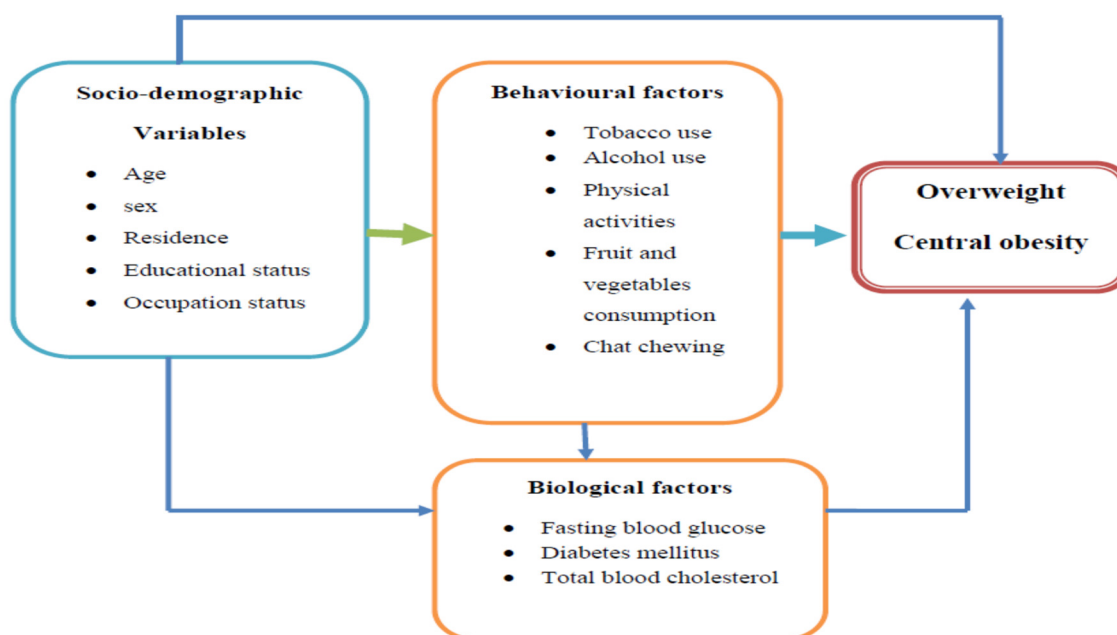 Socio-demographic
Variables
• Age
• sex
• Residence
• Educational status
• Occupation status
Behavioural factors
• Tobacco use
• Alcohol use
• Physical
activities
• Fruit and
vegetables
consumption
• Chat chewing
Overweight
Central obesity
Biological factors
• Fasting blood glucose
• Diabetes mellitus
• Total blood cholesterol